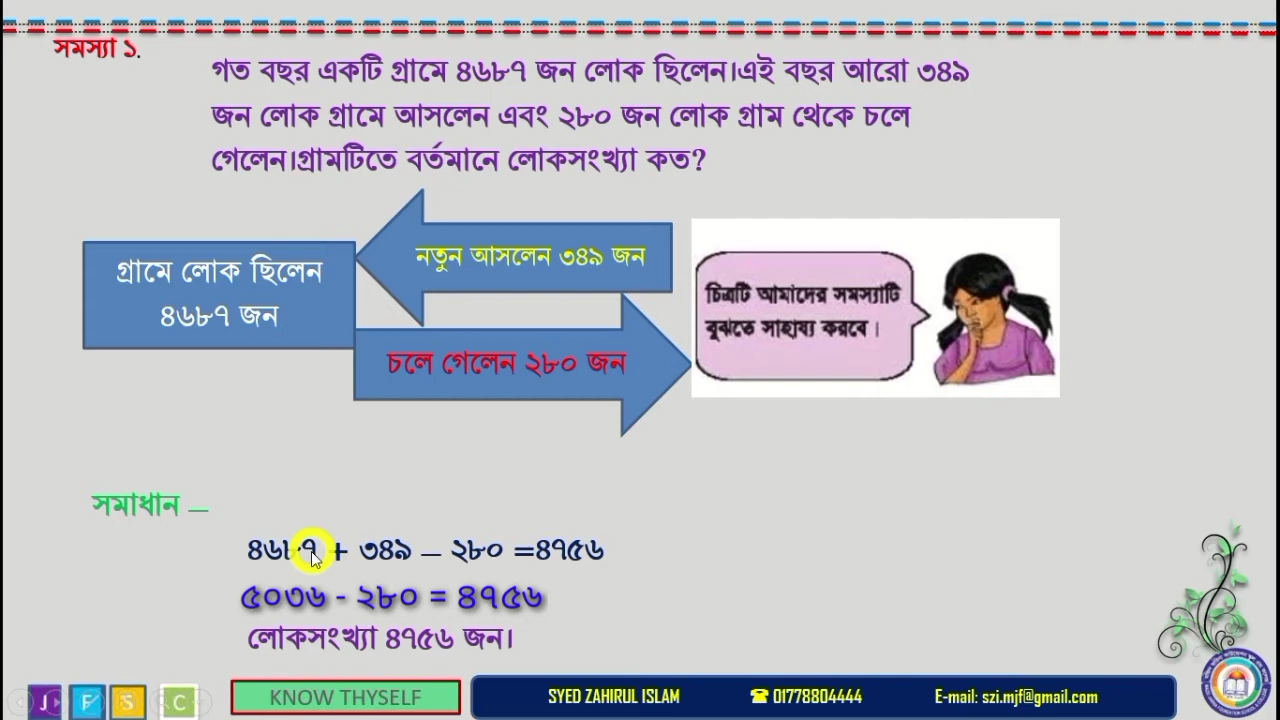 সমস্যা ১.
গত বছর একটি গ্রামে ৪৬৮৭ জন লোক ছিলেন।এই বছর আরো ৩৪৯
জন লোক গ্রামে আসলেন এবং ২৮০ জন লোক গ্রাম থেকে চলে
গেলেন।গ্রামটিতে বর্তমানে লোকসংখ্যা কত?
গ্রামে লোক ছিলেন
৪৬৮৭ জন
নতুন আসলেন ৩৪৯ জন
চলে গেলেন ২৮০ জন
চিত্রটি আমাদের সমস্যাটি
বুঝতে সাহায্য করবে।
সমাধান –
৪৬৮৭ + ৩৪৯ – ২৮০ =৪৭৫৬
৫০৩৬ - ২৮০ = ৪৭৫৬
লোকসংখ্যা ৪৭৫৬ জন।
J F S C
KNOW THYSELF
SYED ZAHIRUL ISLAM ☎ 01778804444 E-mail: szi.mjf@gmail.com